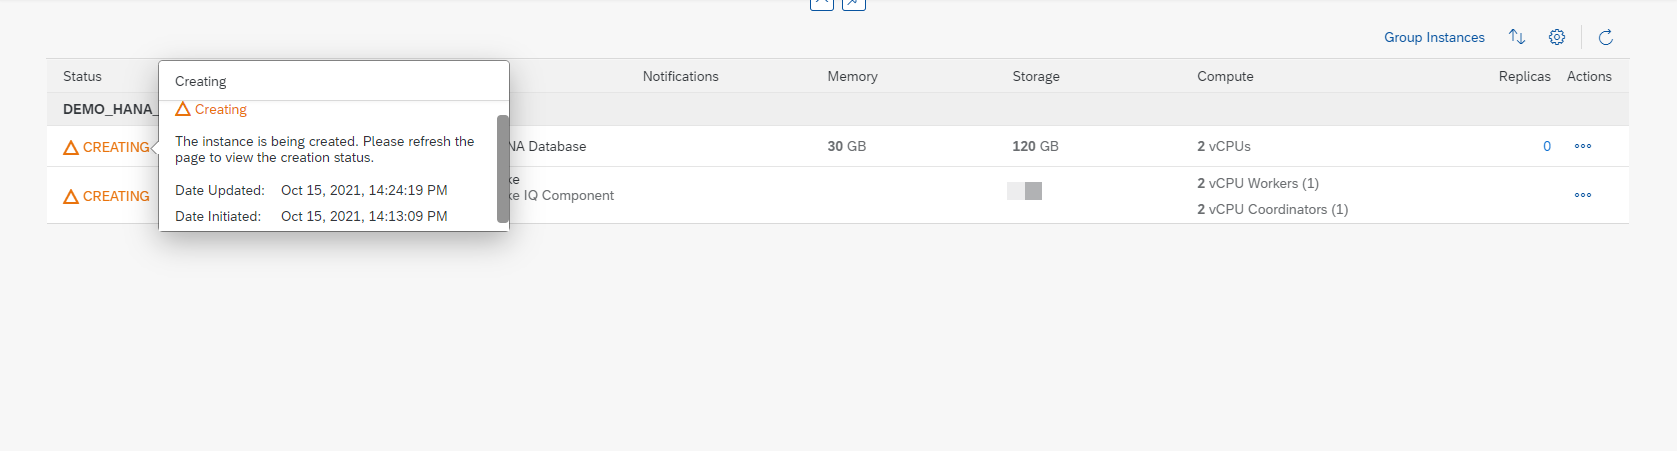 Group Instances
Status Notifications Memory Storage Compute Replicas Actions
Creating
DEMO_HANA_
Creating
The instance is being created. Please refresh the
page to view the creation status.
Date Updated: Oct 15, 2021, 14:24:19 PM
Date Initiated: Oct 15, 2021, 14:13:09 PM
CREATING NA Database 30 GB 120 GB 2 vCPUs 0
CREATING ke
ke IQ Component
2 vCPU Workers (1)
2 vCPU Coordinators (1)